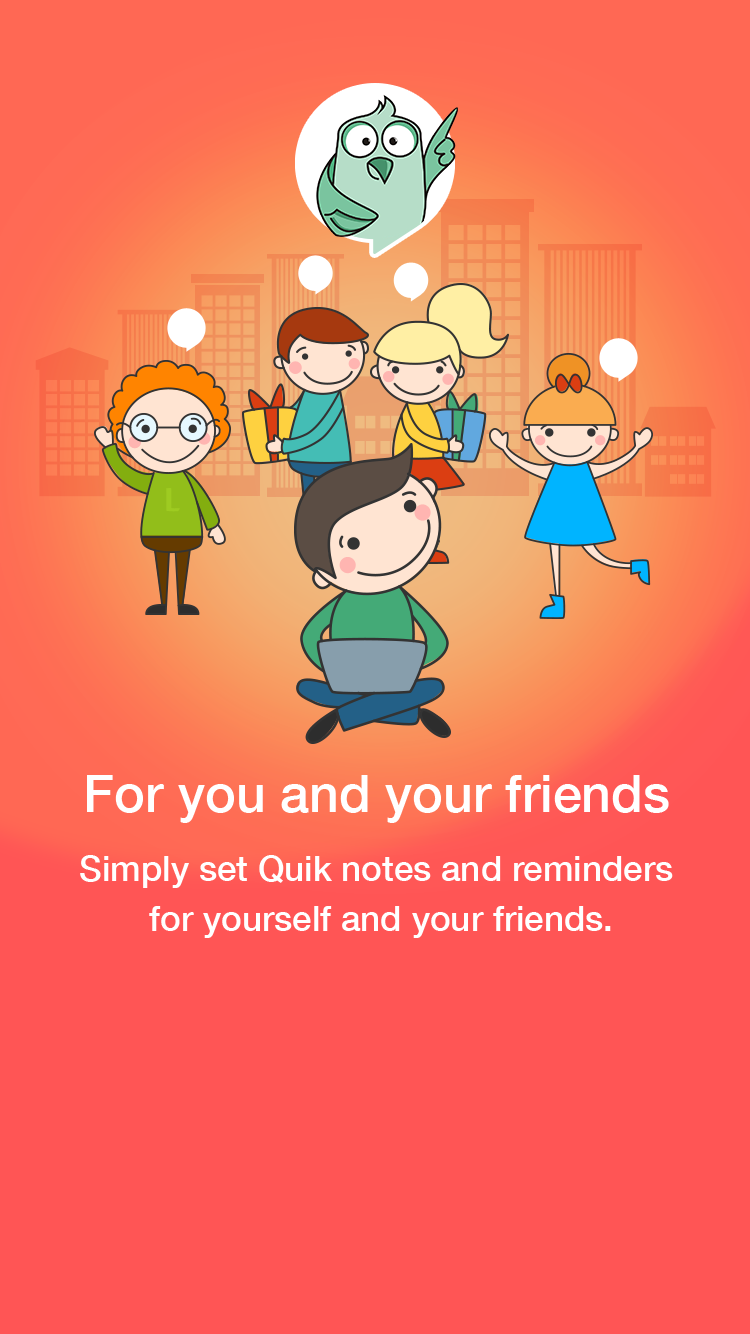 L
For you and your friends
Simply set Quik notes and reminders
for yourself and your friends.